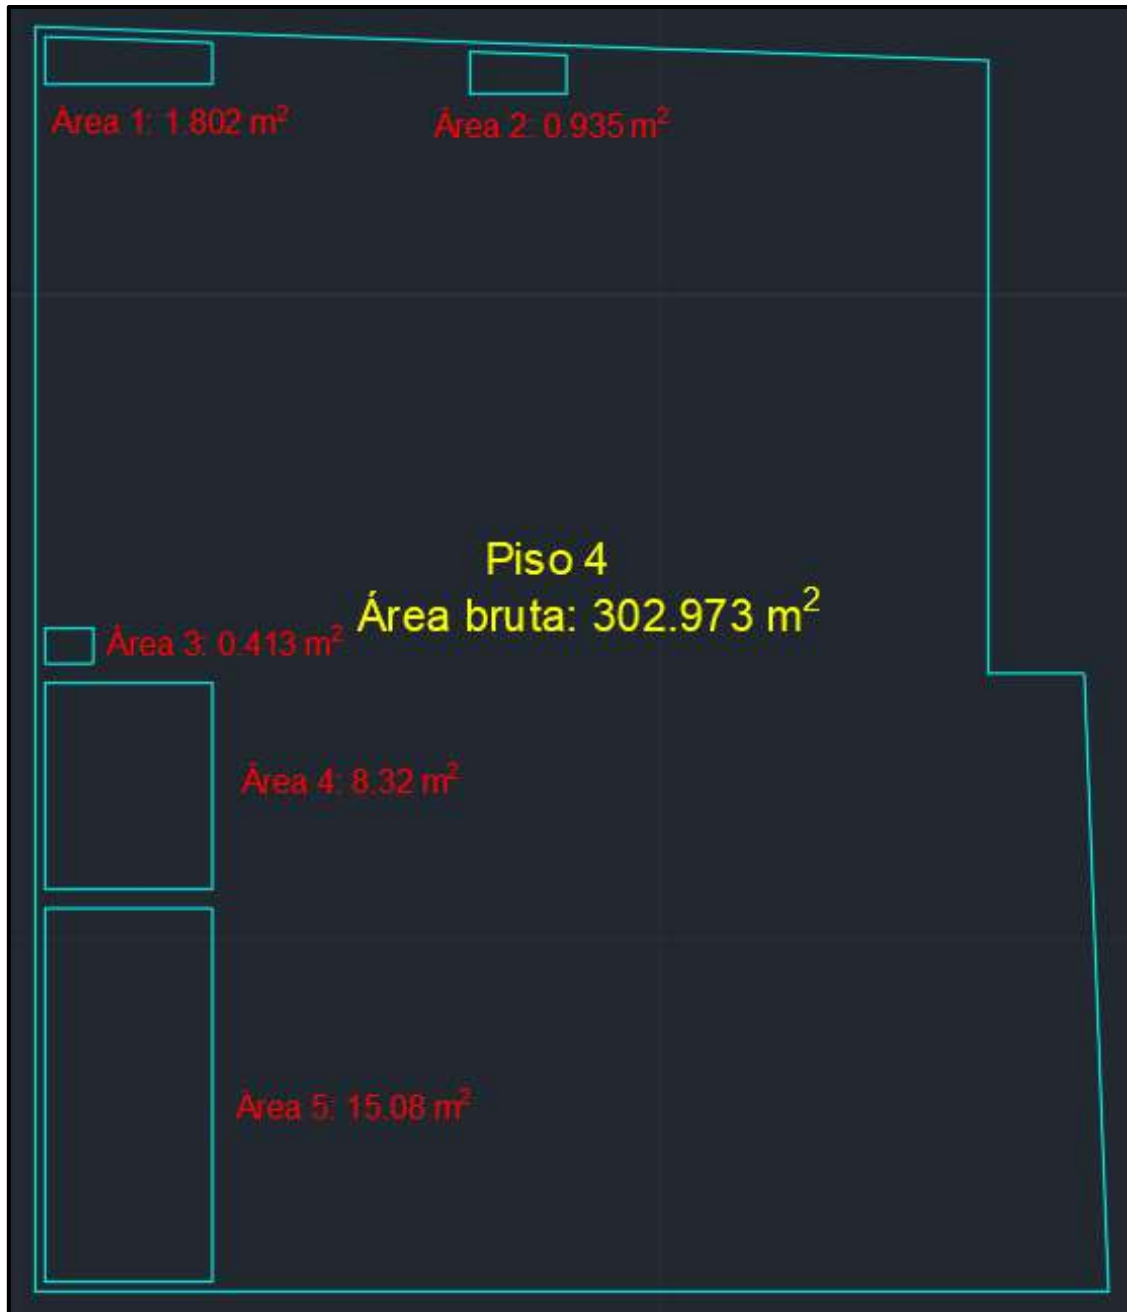 Área 1: 1.802 m²
Área 2: 0.935 m²
Piso 4
Área bruta: 302.973 m²
Área 3: 0.413 m²
Área 4: 8.32 m²
Área 5: 15.08 m²